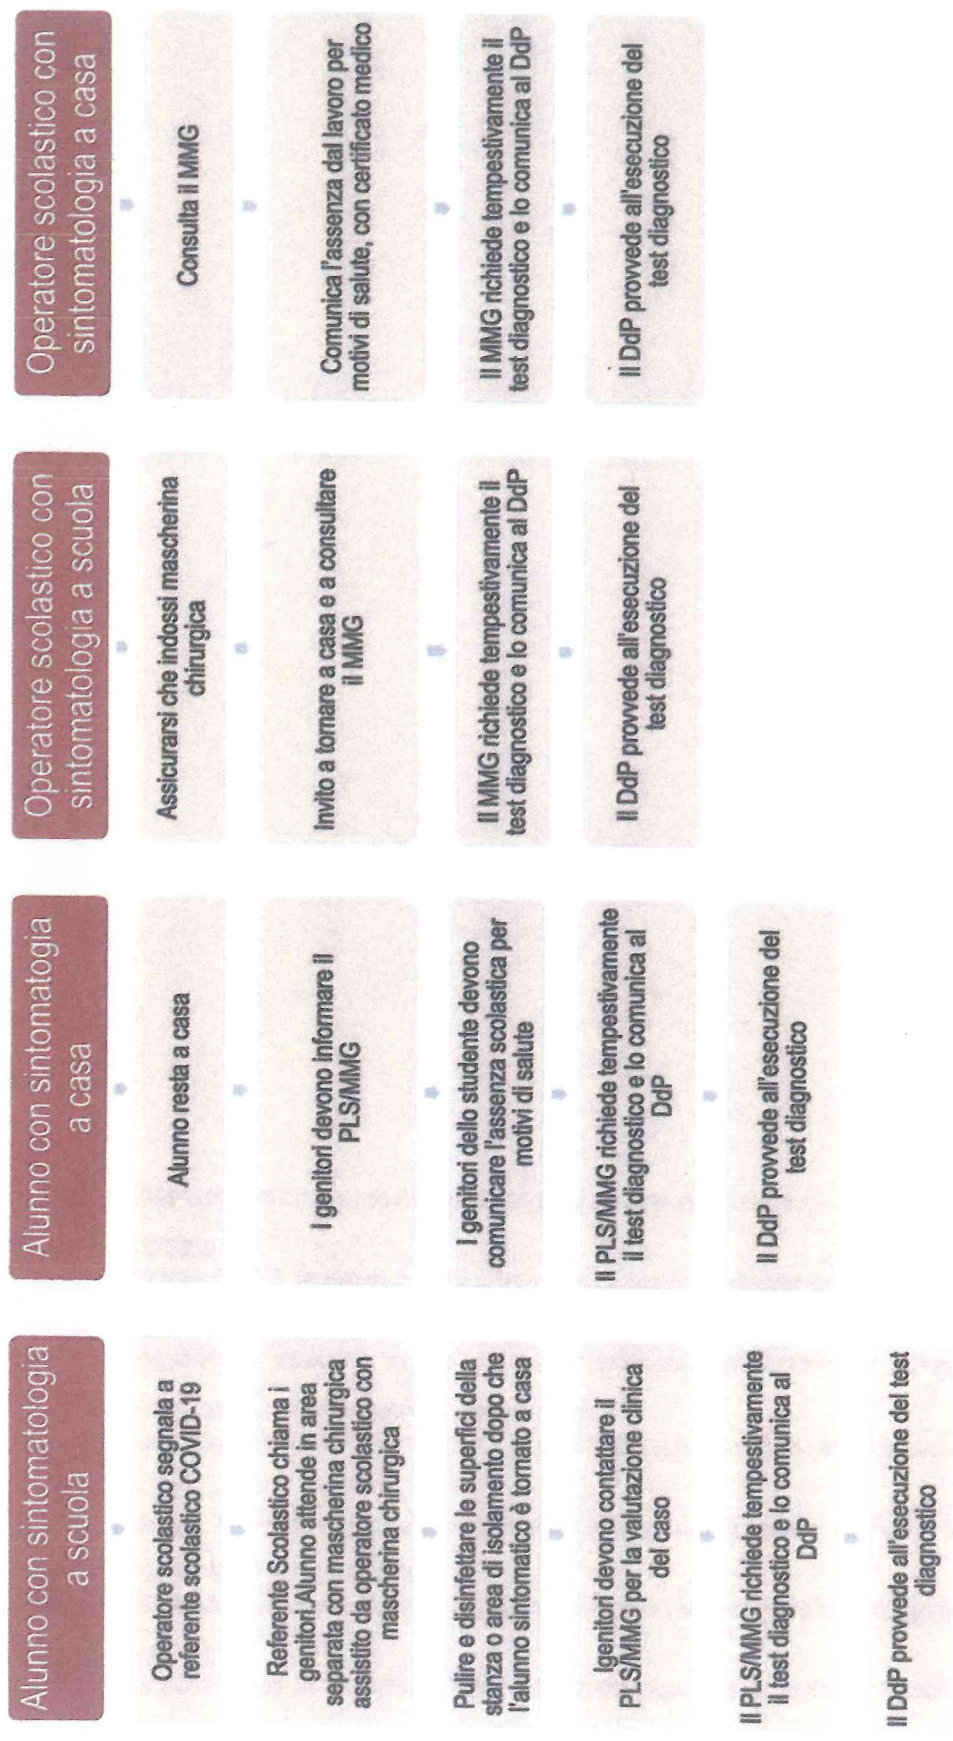 Alunno con sintomatologia
a scuola
Operatore scolastico segnala a
referente scolastico COVID-19
Referente Scolastico chiama i
genitori.Alunno attende in area
separata con mascherina chirurgica
assistito da operatore scolastico con
mascherina chirurgica
Pulire e disinfettare le superfici della
stanza o area di isolamento dopo che
l'alunno sintomatico è tornato a casa
Igenitori devono contattare il
PLS/MMG per la valutazione clinica
del caso
Il PLS/MMG richiede tempestivamente
il test diagnostico e lo comunica al
DdP
Il DdP provvede all'esecuzione del test
diagnostico
Alunno con sintomatogia
a casa
Alunno resta a casa
I genitori devono informare il
PLS/MMG
I genitori dello studente devono
comunicare l'assenza scolastica per
motivi di salute
Il PLS/MMG richiede tempestivamente
il test diagnostico e lo comunica al
DdP
Il DdP provvede all'esecuzione del
test diagnostico
Operatore scolastico con
sintomatologia a scuola
Assicurarsi che indossi mascherina
chirurgica
Invito a tornare a casa e a consultare
il MMG
Il MMG richiede tempestivamente il
test diagnostico e lo comunica al DdP
Il DdP provvede all'esecuzione del
test diagnostico
Operatore scolastico con
sintomatologia a casa
Consulta il MMG
Comunica l'assenza dal lavoro per
motivi di salute, con certificato medico
Il MMG richiede tempestivamente il
test diagnostico e lo comunica al DdP
Il DdP provvede all'esecuzione del
test diagnostico